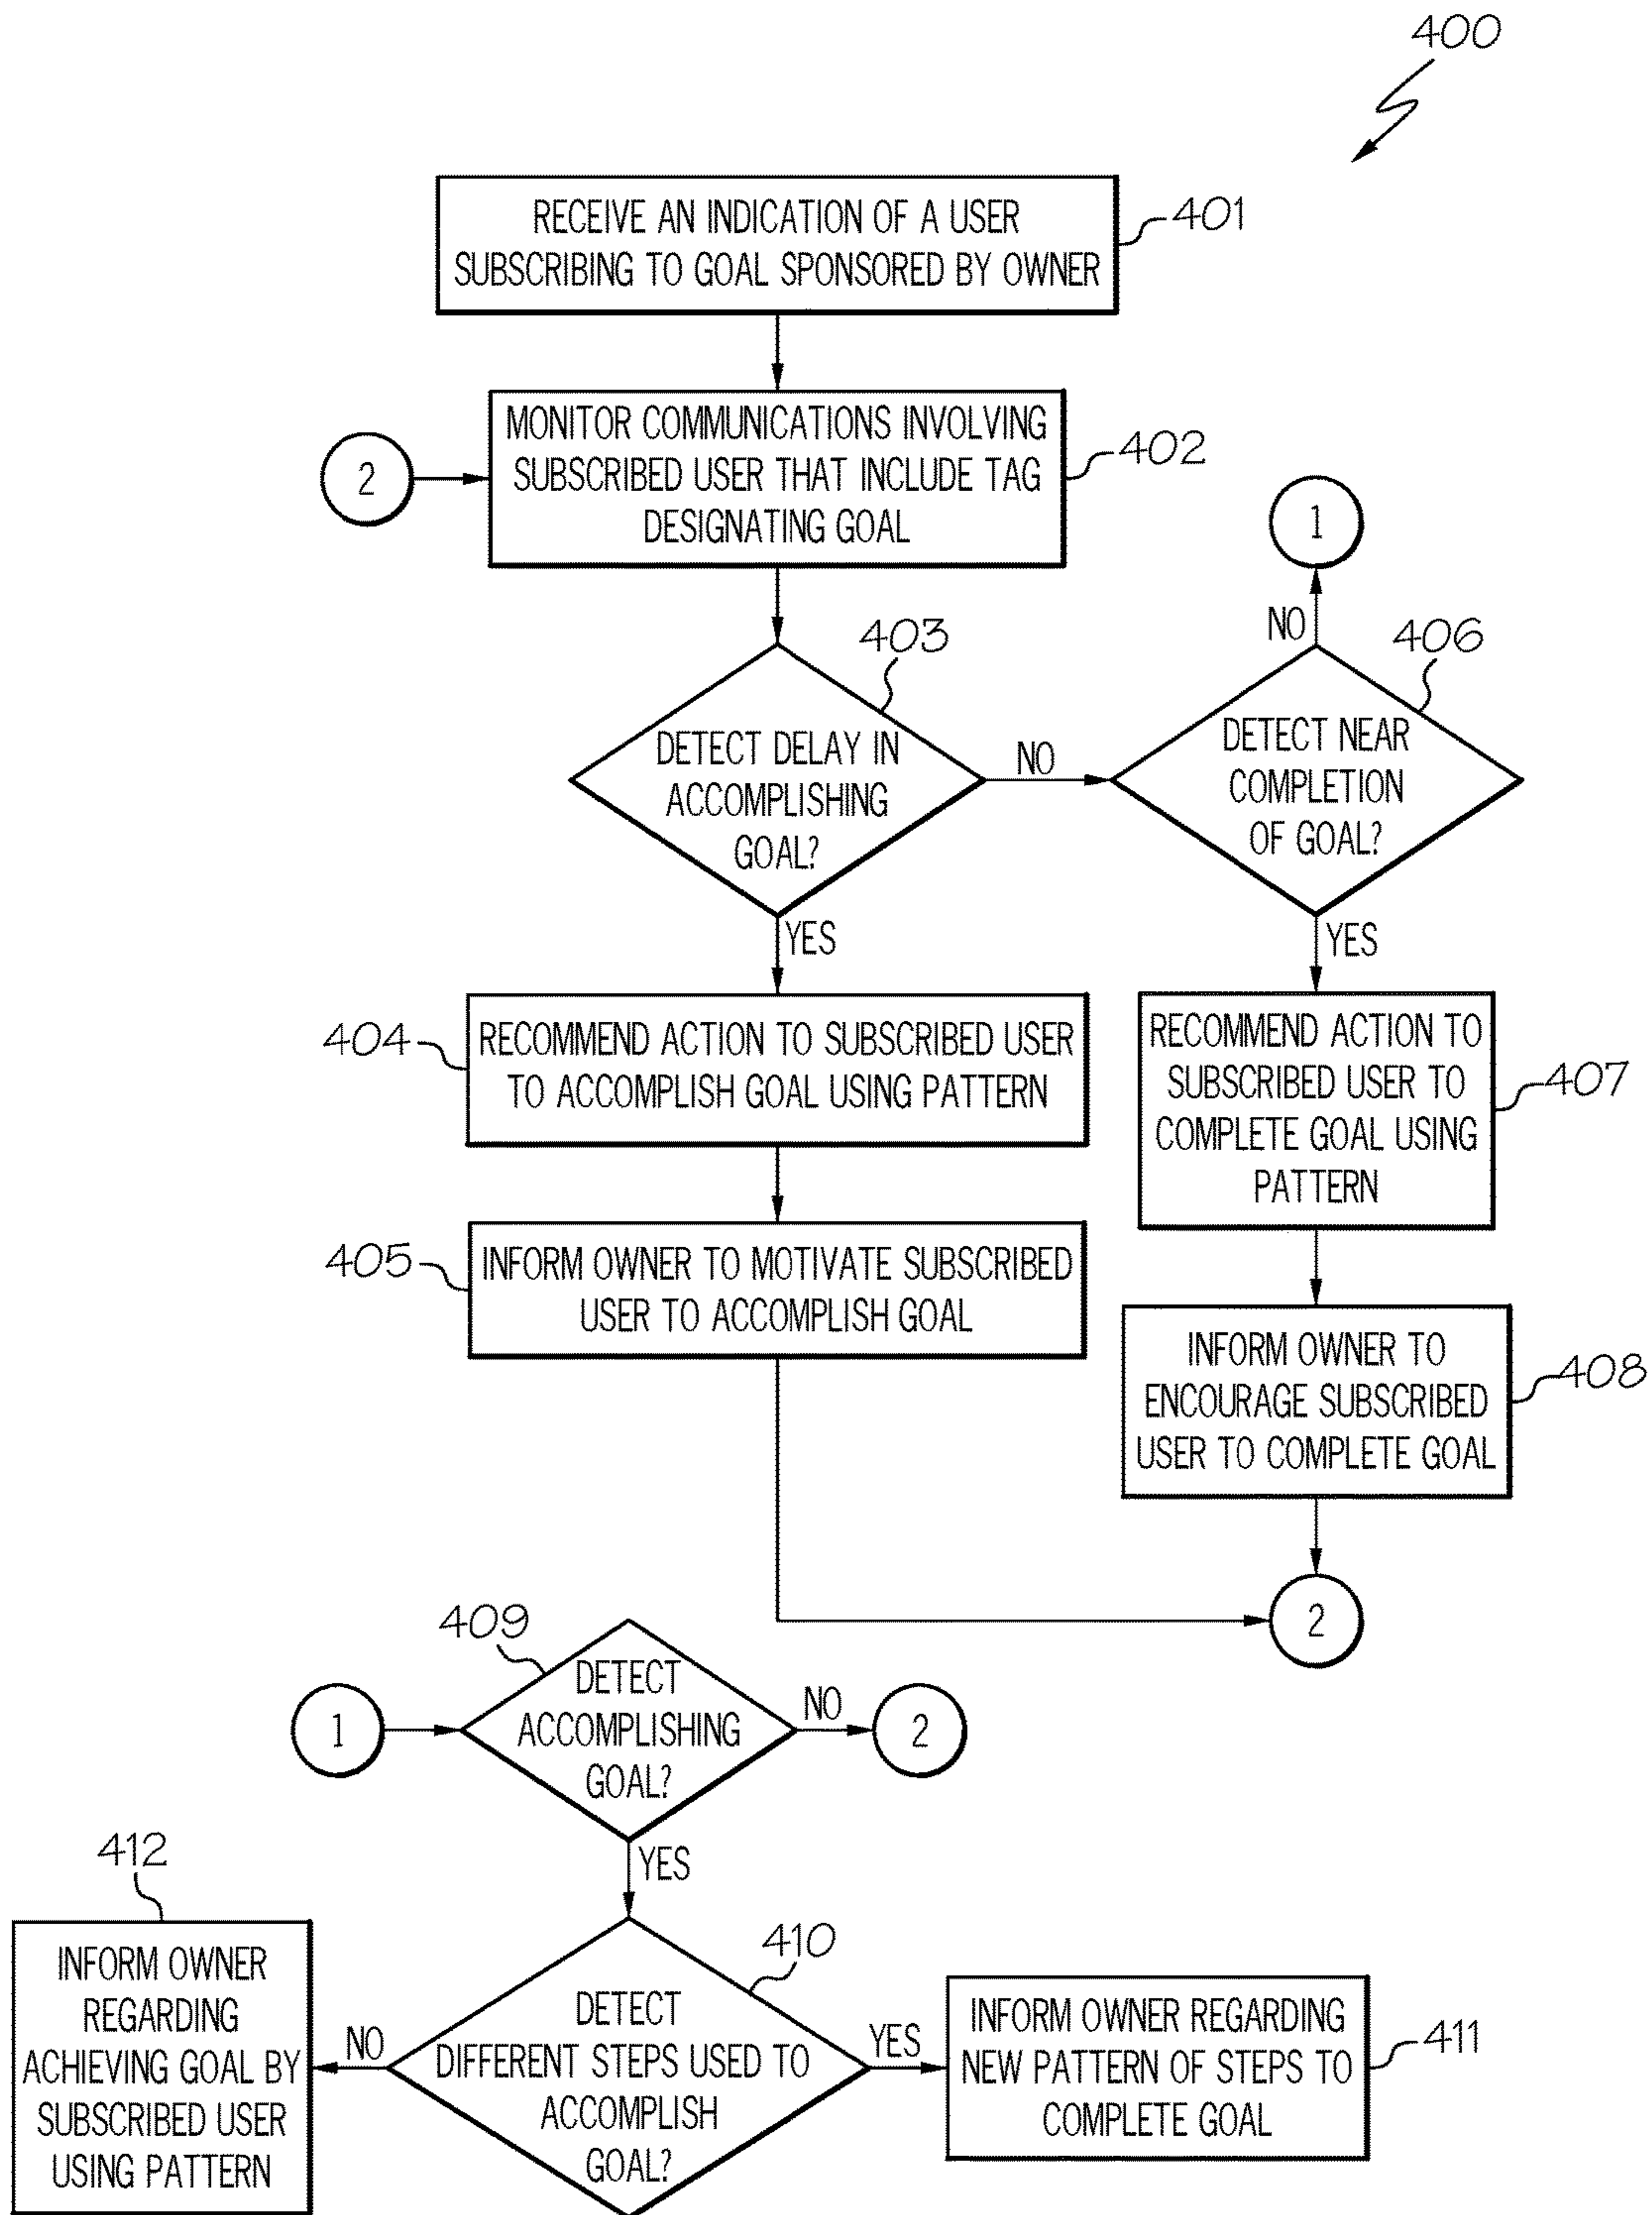 400
RECEIVE AN INDICATION OF A USER
SUBSCRIBING TO GOAL SPONSORED BY OWNER
401
MONITOR COMMUNICATIONS INVOLVING
SUBSCRIBED USER THAT INCLUDE TAG
DESIGNATING GOAL
402
2
1
NO
403
DETECT DELAY IN
ACCOMPLISHING
GOAL?
NO
406
DETECT NEAR
COMPLETION
OF GOAL?
YES
YES
404
RECOMMEND ACTION TO SUBSCRIBED USER
TO ACCOMPLISH GOAL USING PATTERN
RECOMMEND ACTION TO
SUBSCRIBED USER TO
COMPLETE GOAL USING
PATTERN
407
405
INFORM OWNER TO MOTIVATE SUBSCRIBED
USER TO ACCOMPLISH GOAL
INFORM OWNER TO
ENCOURAGE SUBSCRIBED
USER TO COMPLETE GOAL
408
2
409
1
DETECT
ACCOMPLISHING
GOAL?
NO
2
YES
412
INFORM OWNER
REGARDING
ACHIEVING GOAL BY
SUBSCRIBED USER
USING PATTERN
NO
410
DETECT
DIFFERENT STEPS USED TO
ACCOMPLISH
GOAL?
YES
INFORM OWNER REGARDING
NEW PATTERN OF STEPS TO
COMPLETE GOAL
411